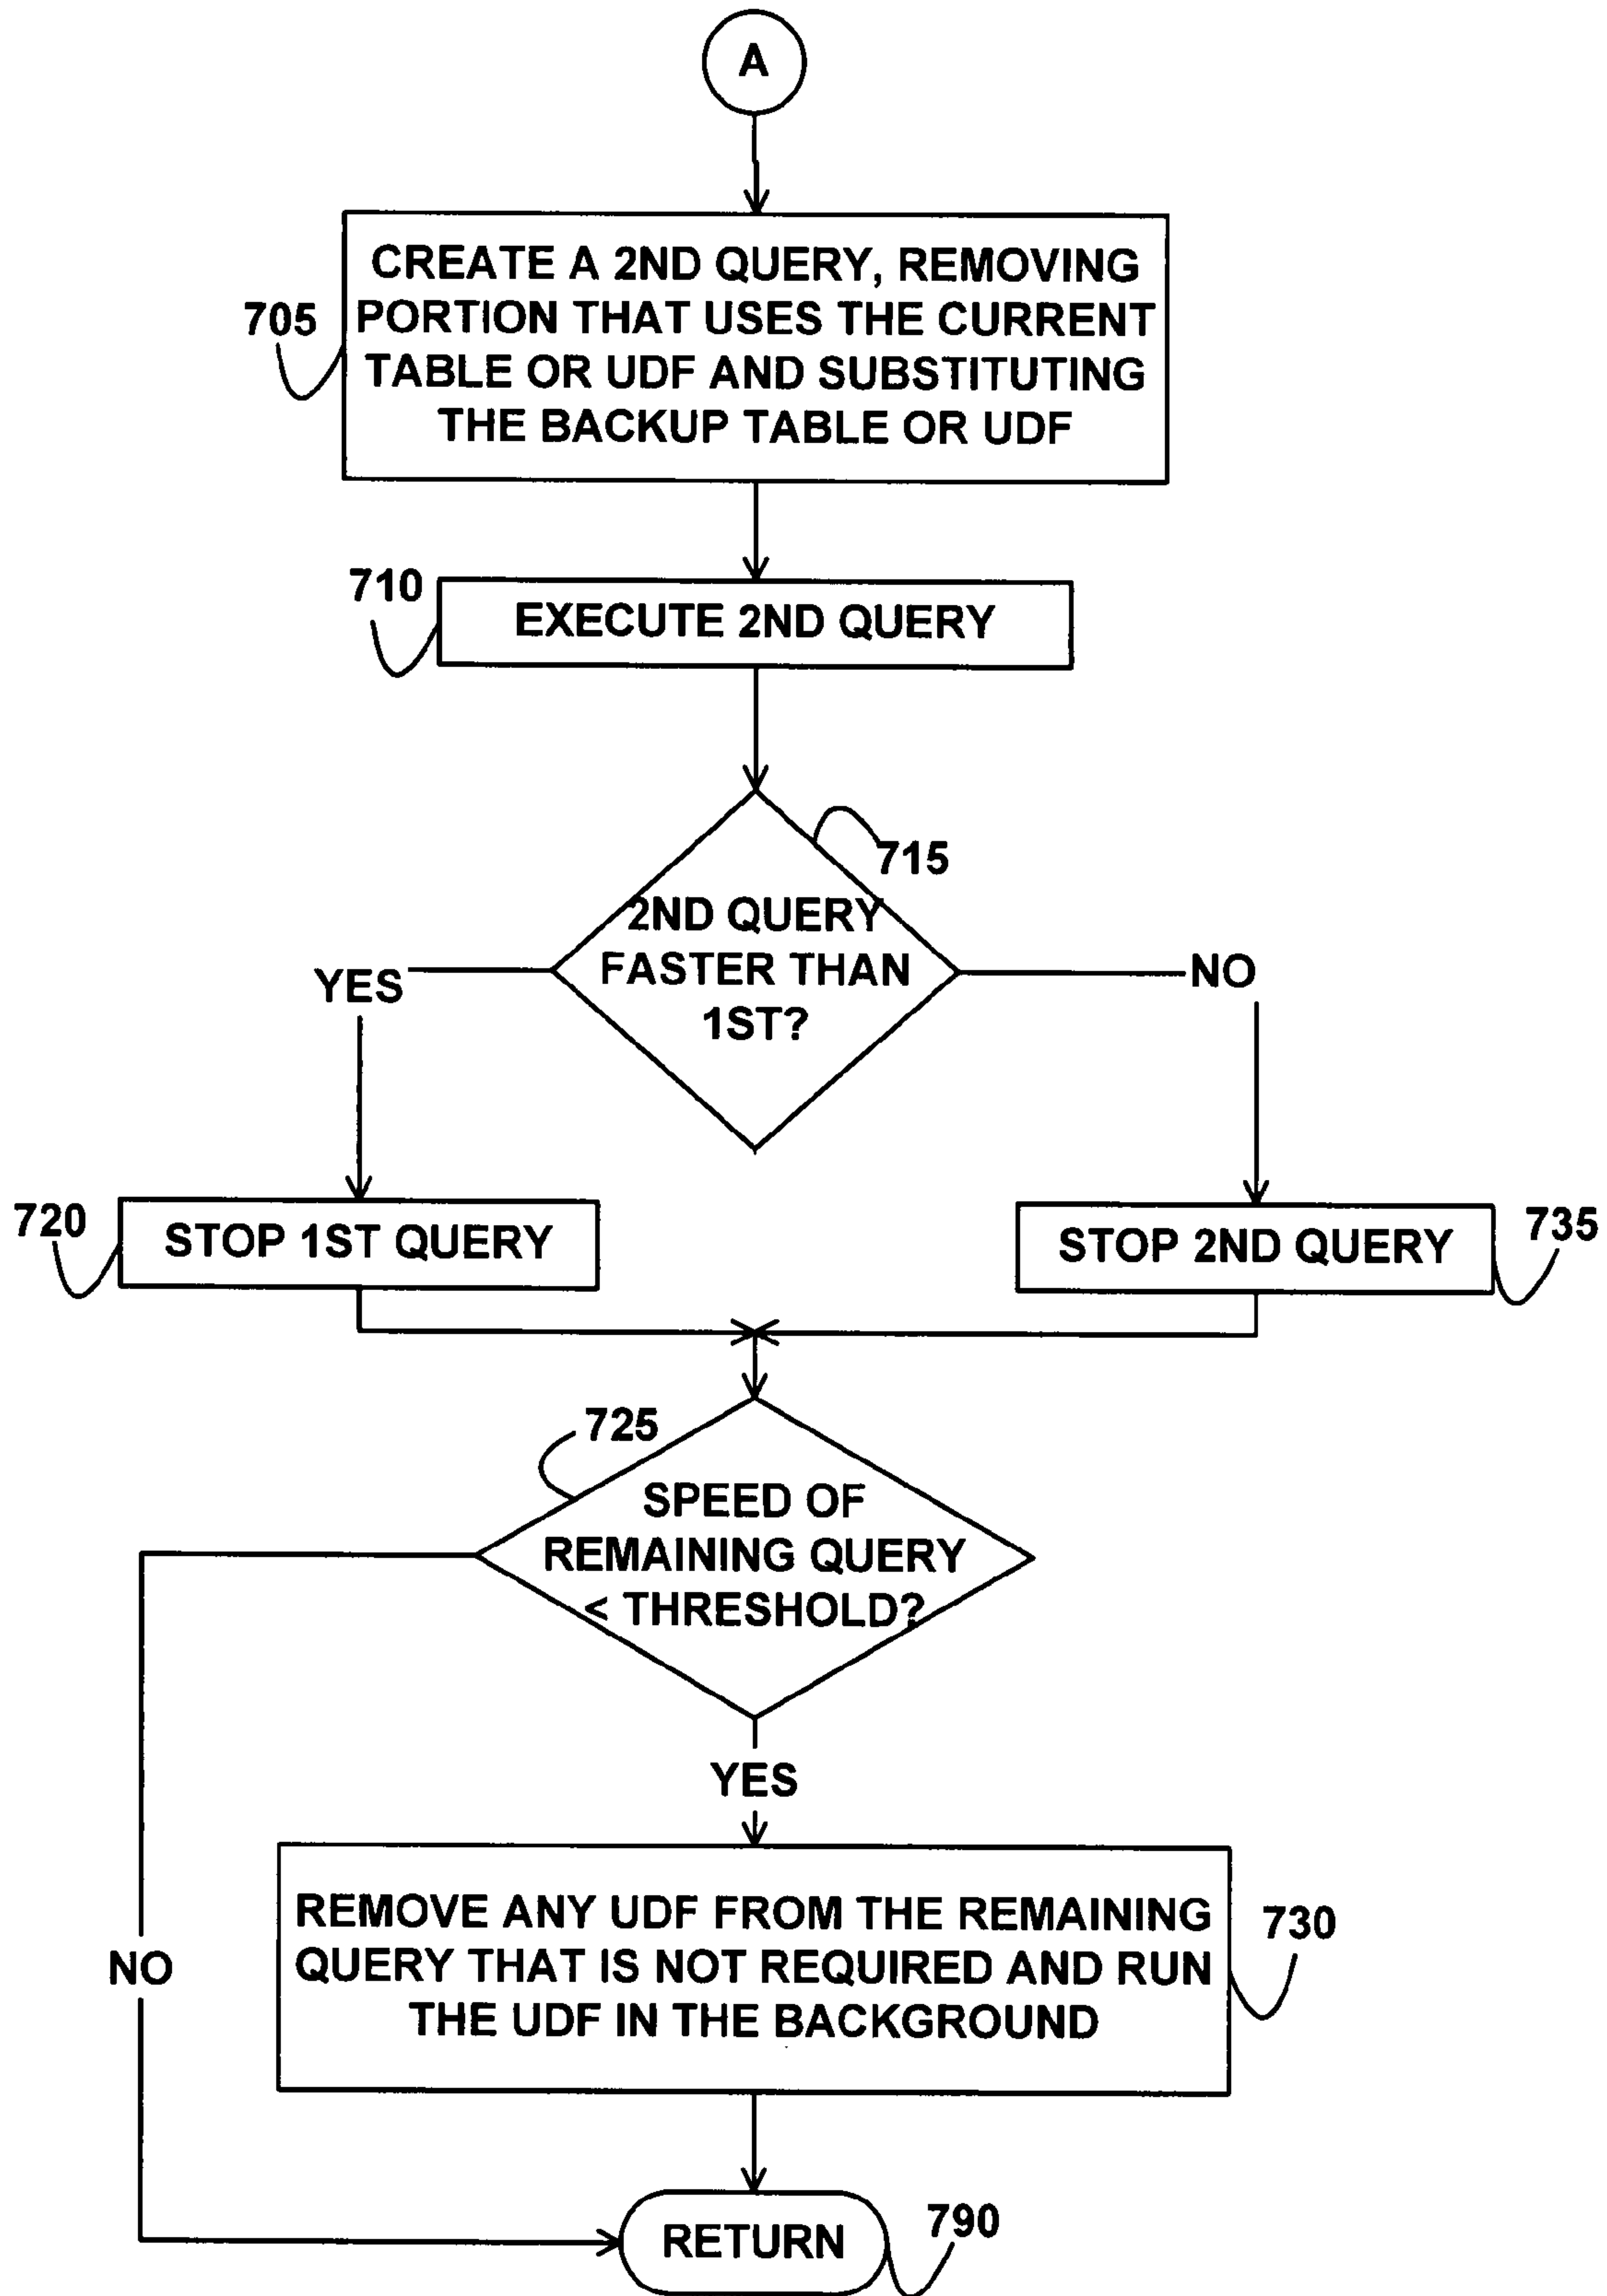 A
CREATE A 2ND QUERY, REMOVING
705
PORTION THAT USES THE CURRENT
TABLE OR UDF AND SUBSTITUTING
THE BACKUP TABLE OR UDF
710
EXECUTE 2ND QUERY
715
2ND QUERY
FASTER THAN
1ST?
YES
NO
720
STOP 1ST QUERY
STOP 2ND QUERY
735
725
SPEED OF
REMAINING QUERY
< THRESHOLD?
YES
REMOVE ANY UDF FROM THE REMAINING
QUERY THAT IS NOT REQUIRED AND RUN
THE UDF IN THE BACKGROUND
730
NO
RETURN
790